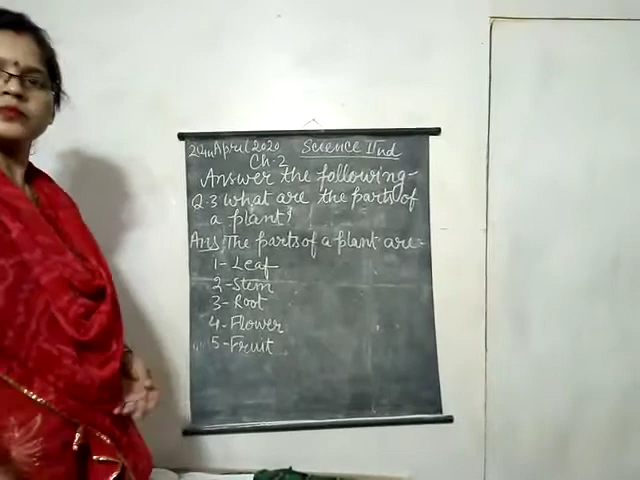 April 2020 Science IInd
Ch-2
Answer the following-
Q.3 what are the parts of
a plant?
Ans: The parts of a plant are:-
1- Leaf
2- Stem
3- Root
4- Flower
5- Fruit